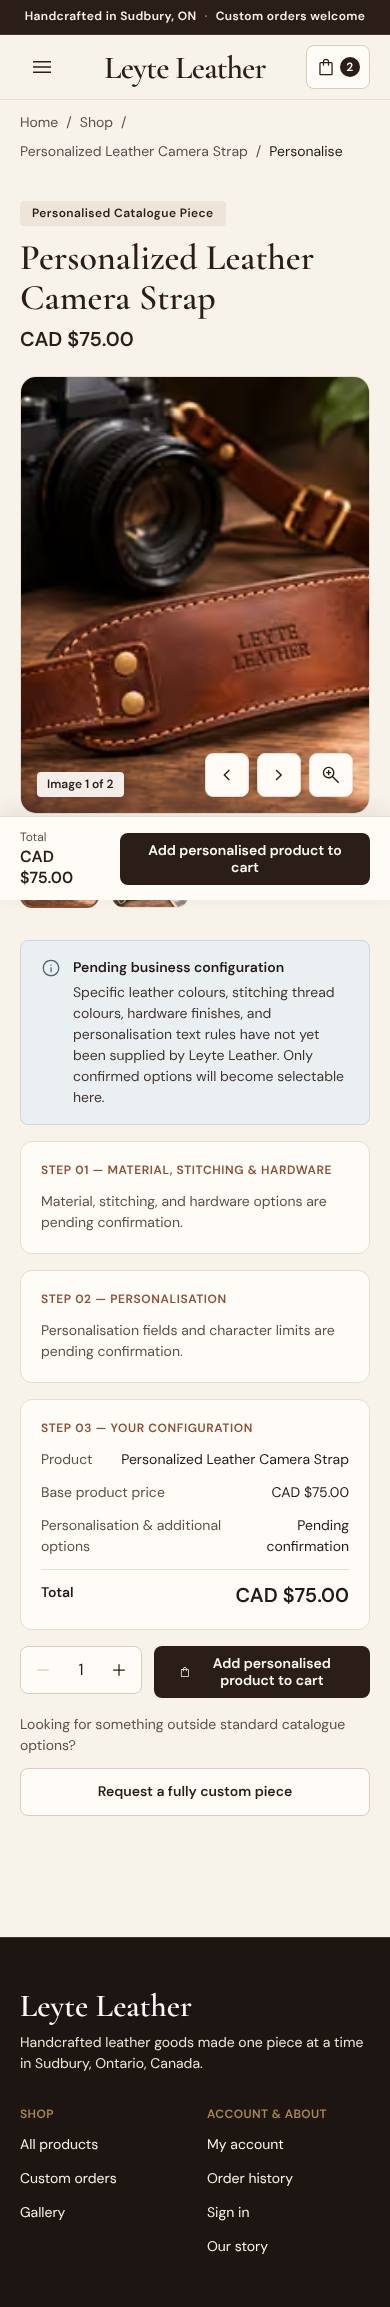 Handcrafted in Sudbury, ON · Custom orders welcome
Leyte Leather
2
Home / Shop /
Personalized Leather Camera Strap / Personalise
Personalised Catalogue Piece
Personalized Leather
Camera Strap
CAD $75.00
LEYTE
LEATHER
Image 1 of 2
Total
CAD
$75.00
Add personalised product to
cart
Pending business configuration
Specific leather colours, stitching thread
colours, hardware finishes, and
personalisation text rules have not yet
been supplied by Leyte Leather. Only
confirmed options will become selectable
here.
STEP 01 — MATERIAL, STITCHING & HARDWARE
Material, stitching, and hardware options are
pending confirmation.
STEP 02 — PERSONALISATION
Personalisation fields and character limits are
pending confirmation.
STEP 03 — YOUR CONFIGURATION
Product Personalized Leather Camera Strap
Base product price CAD $75.00
Personalisation & additional
options
Pending
confirmation
Total CAD $75.00
1
Add personalised
product to cart
Looking for something outside standard catalogue
options?
Request a fully custom piece
Leyte Leather
Handcrafted leather goods made one piece at a time
in Sudbury, Ontario, Canada.
SHOP
All products
Custom orders
Gallery
ACCOUNT & ABOUT
My account
Order history
Sign in
Our story